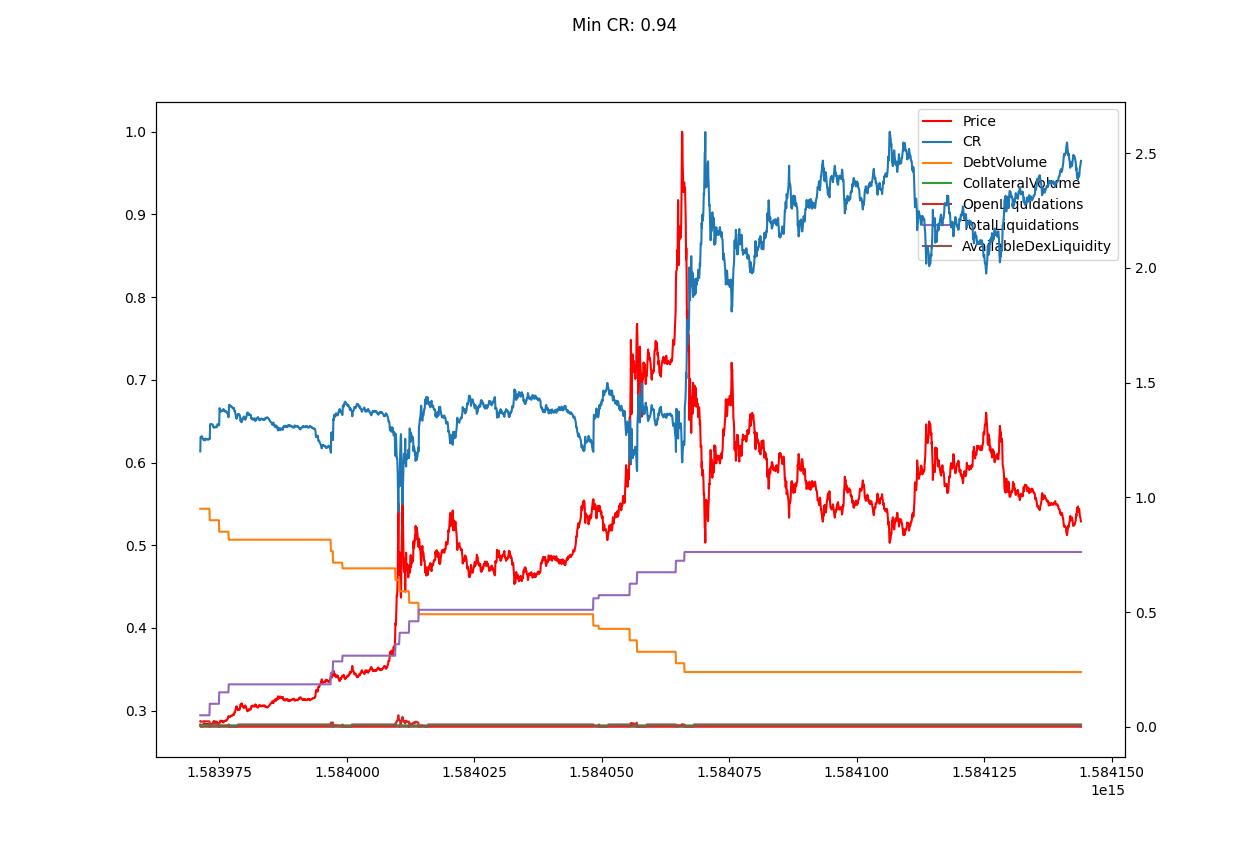 Min CR: 0.94
1.0
0.9
0.8
0.7
0.6
0.5
0.4
0.3
Price
CR
DebtVolume
CollateralVolume
OpenLiquidations
TotalLiquidations
AvailableDexLiquidity
2.5
2.0
1.5
1.0
0.5
0.0
1.583975 1.584000 1.584025 1.584050 1.584075 1.584100 1.584125 1.584150
1e15